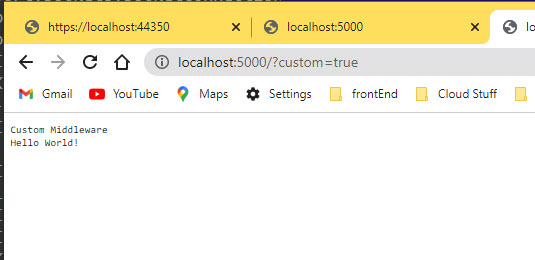 https://localhost:44350
localhost:5000
lo
localhost:5000/?custom=true
Gmail YouTube Maps Settings frontEnd Cloud Stuff
Custom Middleware
Hello World!